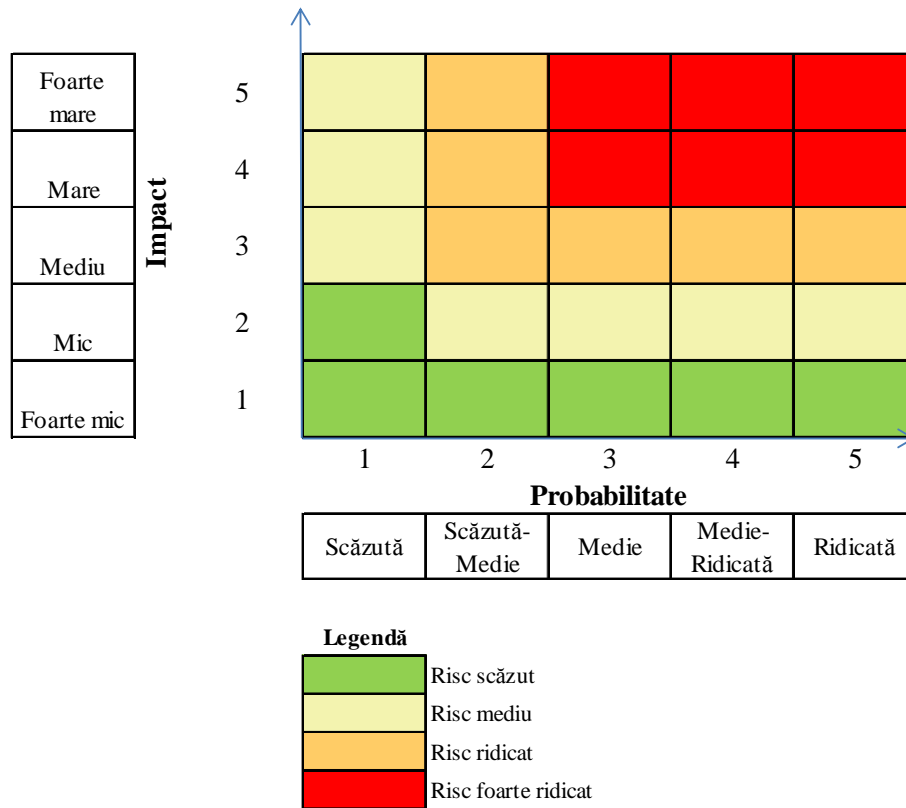 Foarte
mare
Mare
Mediu
Mic
Foarte mic
Impact
5
4
3
2
1
1 2 3 4 5
Probabilitate
Scăzută
Scăzută-
Medie
Medie
Medie-
Ridicată
Ridicată
Legendă
Risc scăzut
Risc mediu
Risc ridicat
Risc foarte ridicat